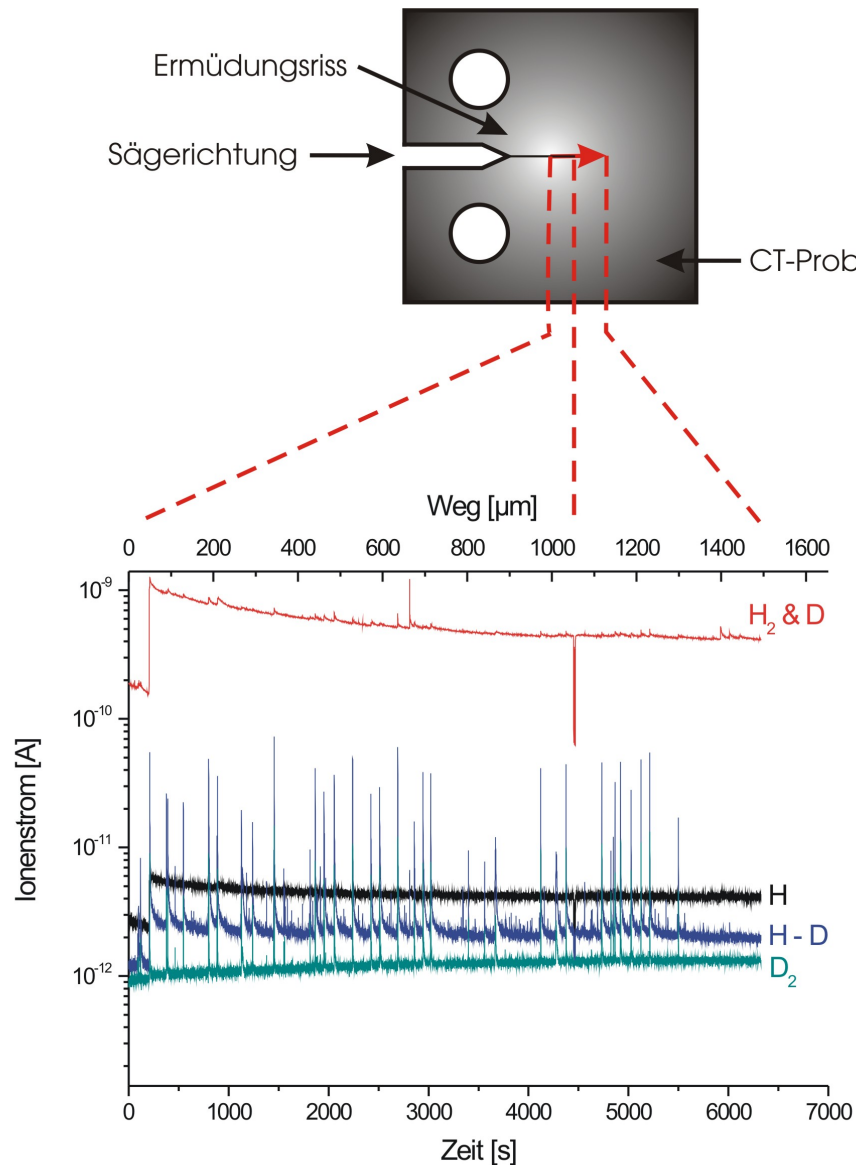 Ermüdungsriss
Sägerichtung
CT-Prob
Weg [µm]
0 200 400 600 800 1000 1200 1400 1600
10⁻⁹
H₂ & D
10⁻¹⁰
Ionenstrom [A]
10⁻¹¹
H
H - D
10⁻¹²
D₂
0 1000 2000 3000 4000 5000 6000 7000
Zeit [s]